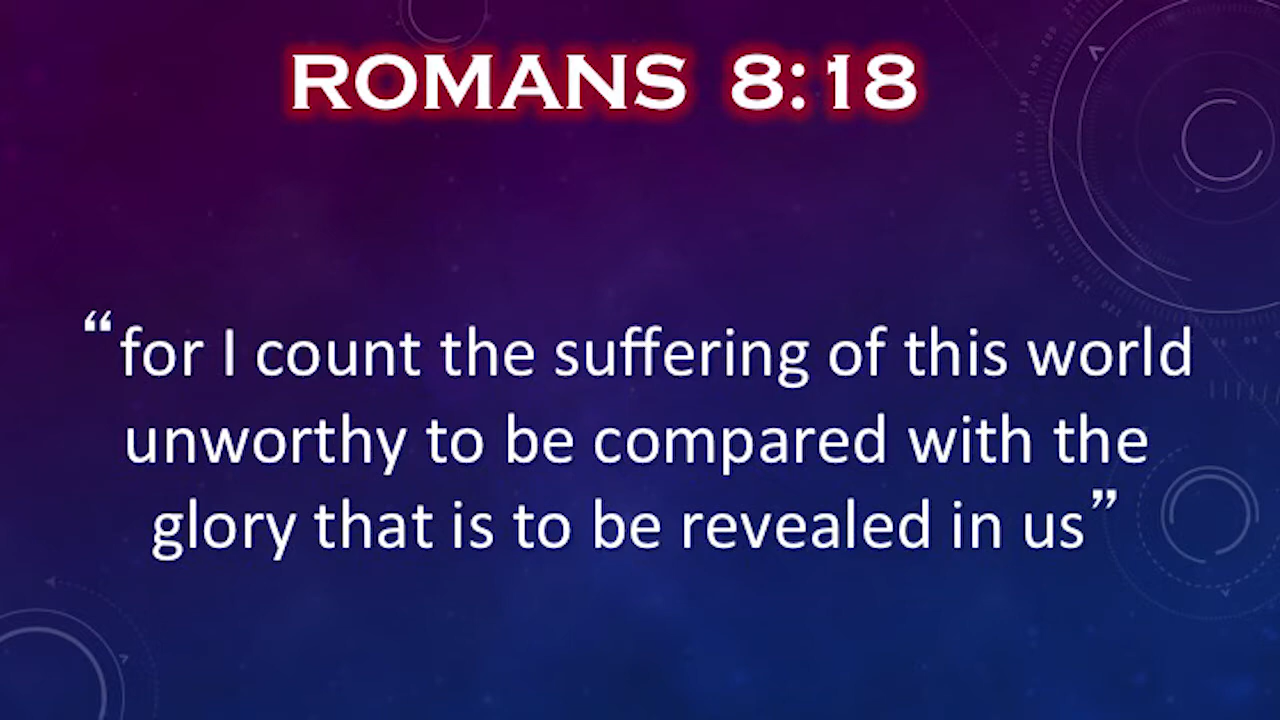 ROMANS 8:18
“for I count the suffering of this world
unworthy to be compared with the
glory that is to be revealed in us”